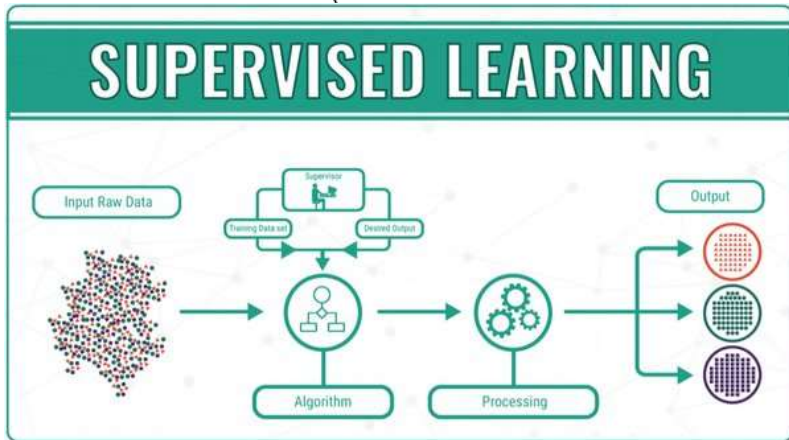 SUPERVISED LEARNING
Input Raw Data
Supervisor
Training Data set
Desired Output
Algorithm
Processing
Output